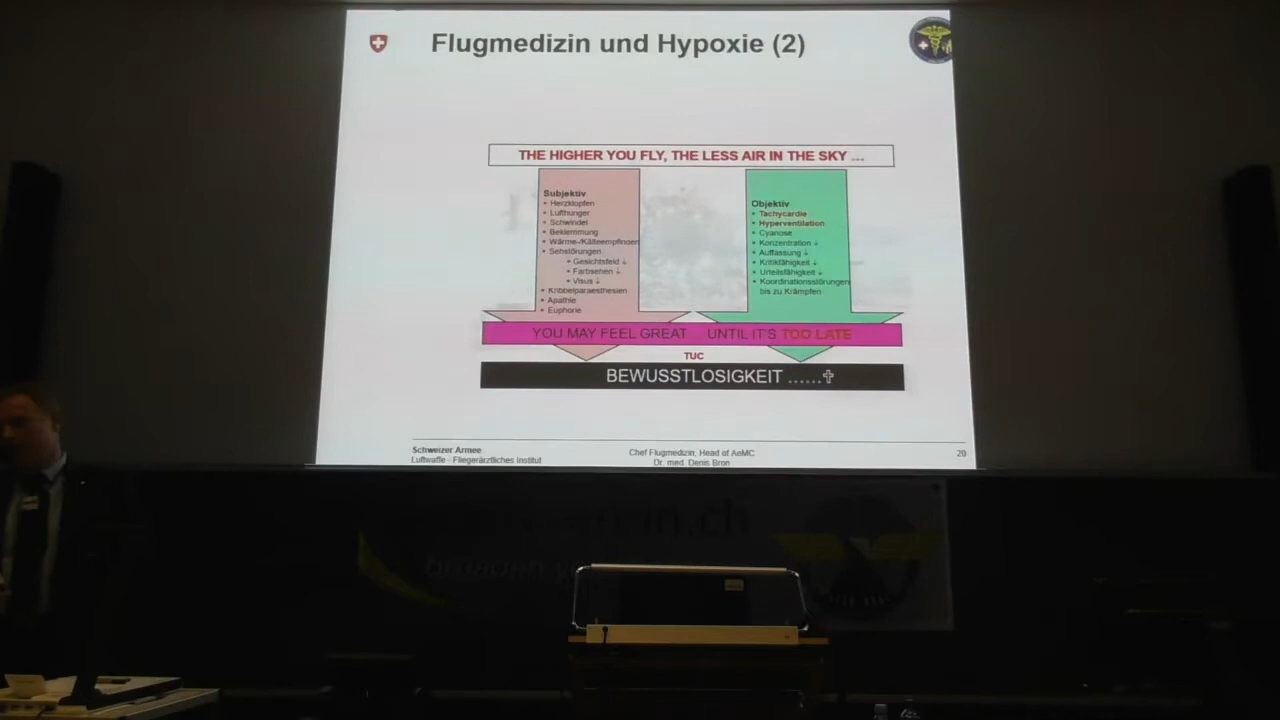 Flugmedizin und Hypoxie (2)
THE HIGHER YOU FLY, THE LESS AIR IN THE SKY ...
Subjektiv
• Herzklopfen
• Lufthunger
• Schwindel
• Beklemmung
• Wärme-/Kälteempfinden
• Sehstörungen
• Gesichtsfeld ↓
• Farbsehen ↓
• Visus ↓
• Kribbelparaesthesien
• Apathie
• Euphorie
Objektiv
• Tachycardie
• Hyperventilation
• Cyanose
• Konzentration ↓
• Auffassung ↓
• Kritikfähigkeit ↓
• Urteilsfähigkeit ↓
• Koordinationsstörungen
bis zu Krämpfen
YOU MAY FEEL GREAT UNTIL IT'S TOO LATE
TUC
BEWUSSTLOSIGKEIT ......✞
Schweizer Armee
Luftwaffe - Fliegerärztliches Institut
Chef Flugmedizin, Head of AeMC
Dr. med. Denis Bron
20